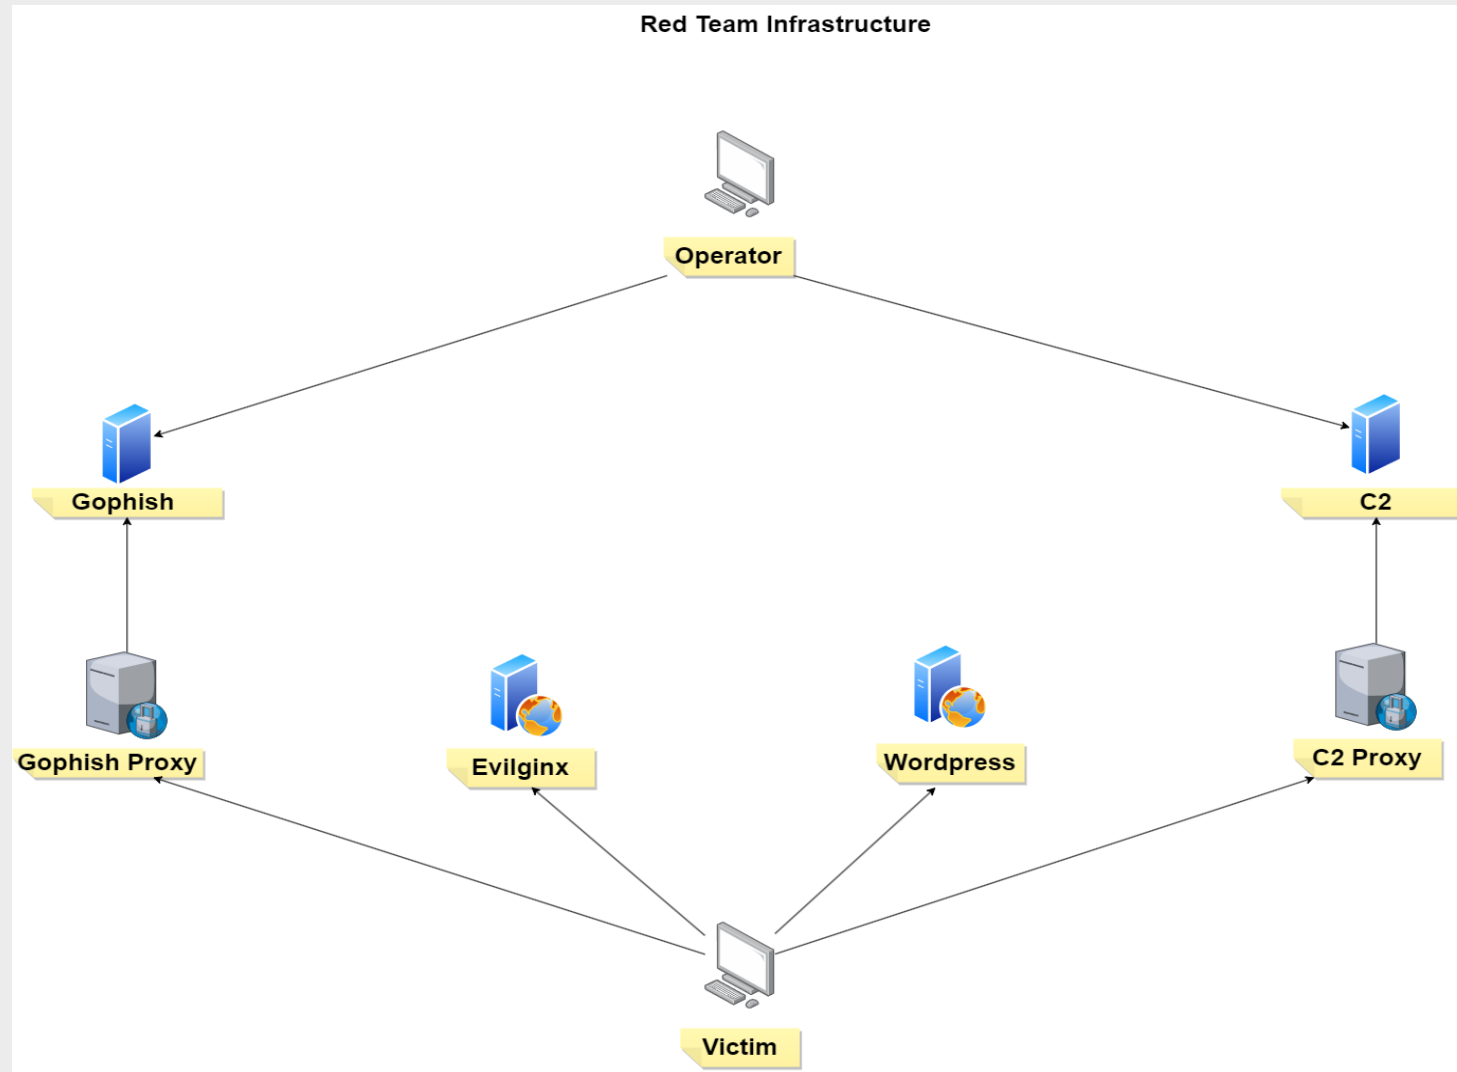 Red Team Infrastructure
Operator
Gophish
C2
Gophish Proxy
Evilginx
Wordpress
C2 Proxy
Victim